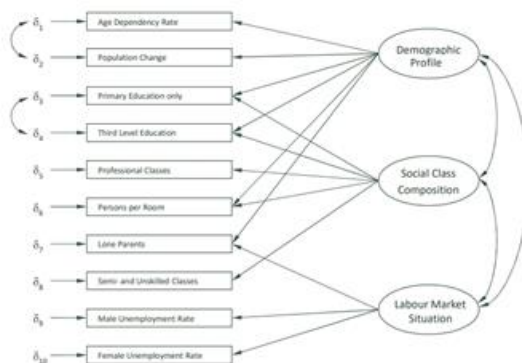 δ1 Age Dependency Rate
δ2 Population Change
δ3 Primary Education only
δ4 Third Level Education
δ5 Professional Classes
δ6 Persons per Room
δ7 Lone Parents
δ8 Semi- and Unskilled Classes
δ9 Male Unemployment Rate
δ10 Female Unemployment Rate
Demographic
Profile
Social Class
Composition
Labour Market
Situation